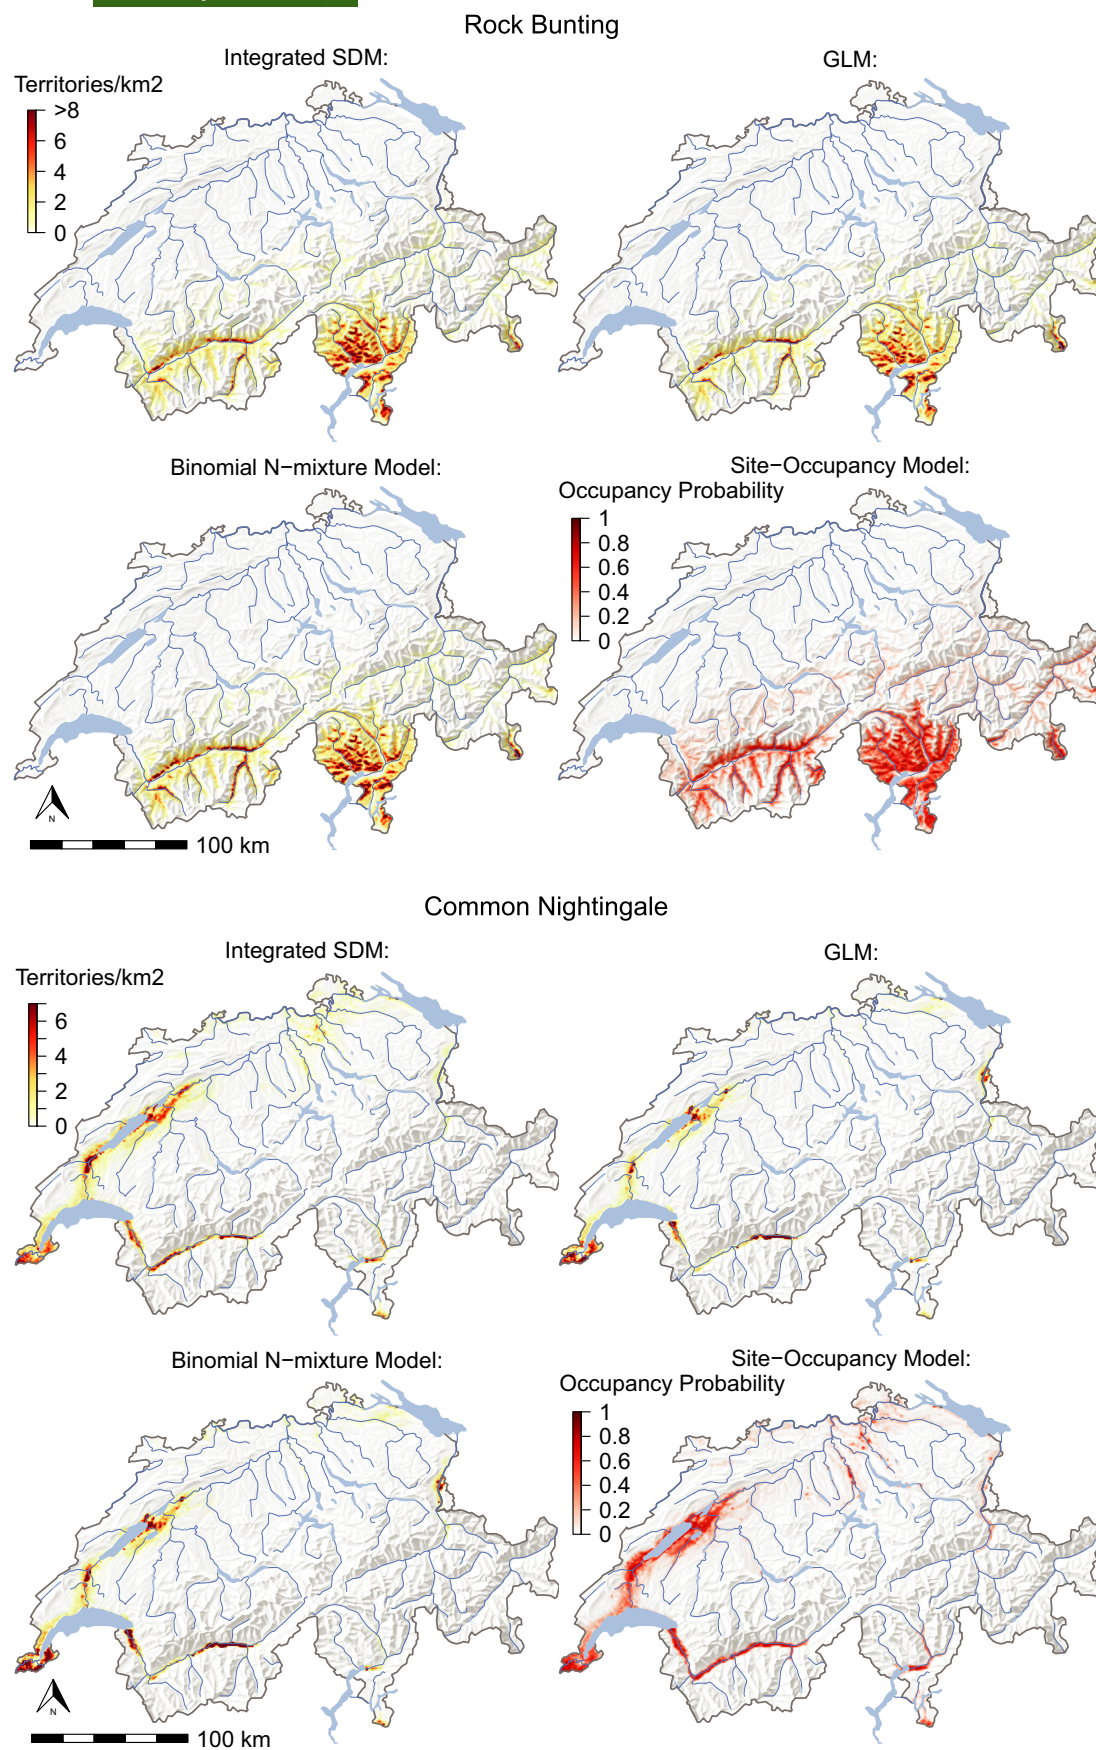 Rock Bunting
Integrated SDM:
GLM:
Territories/km2
>8
6
4
2
0
Binomial N−mixture Model:
Site−Occupancy Model:
Occupancy Probability
1
0.8
0.6
0.4
0.2
0
N
100 km
Common Nightingale
Integrated SDM:
GLM:
Territories/km2
6
4
2
0
Binomial N−mixture Model:
Site−Occupancy Model:
Occupancy Probability
1
0.8
0.6
0.4
0.2
0
N
100 km